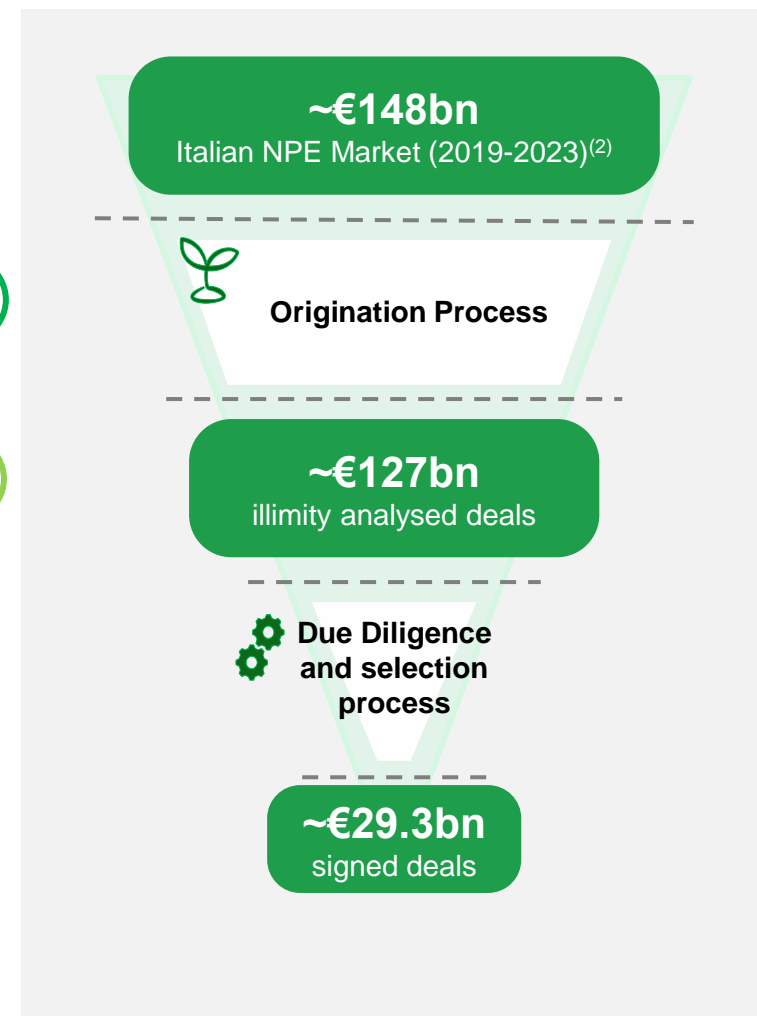 ~€148bn
Italian NPE Market (2019-2023)(2)
Origination Process
~€127bn
illimity analysed deals
Due Diligence
and selection
process
~€29.3bn
signed deals